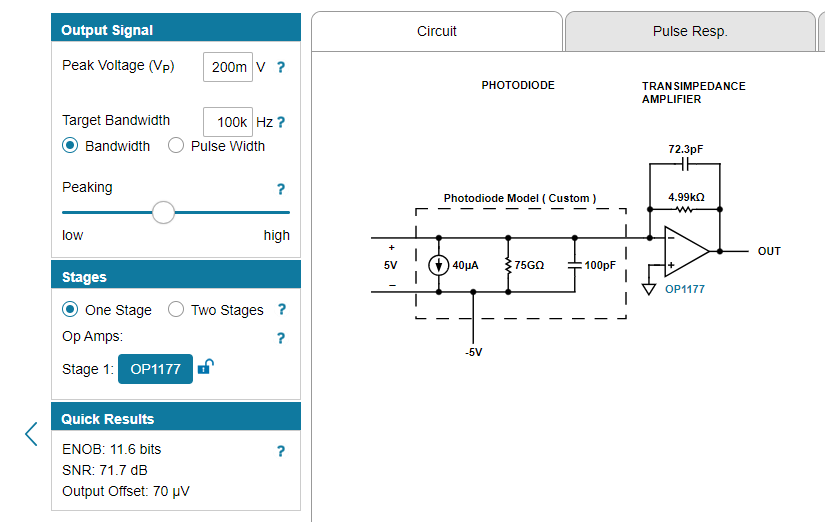 Output Signal
Peak Voltage (VP) 200m V ?
Target Bandwidth 100k Hz ?
Bandwidth Pulse Width
Peaking ?
low high
Stages
One Stage Two Stages ?
Op Amps: ?
Stage 1: OP1177
Quick Results
ENOB: 11.6 bits ?
SNR: 71.7 dB
Output Offset: 70 µV
Circuit
Pulse Resp.
PHOTODIODE
TRANSIMPEDANCE
AMPLIFIER
72.3pF
4.99kΩ
Photodiode Model ( Custom )
+
5V
−
40µA
75GΩ
100pF
-5V
−
+
OUT
OP1177